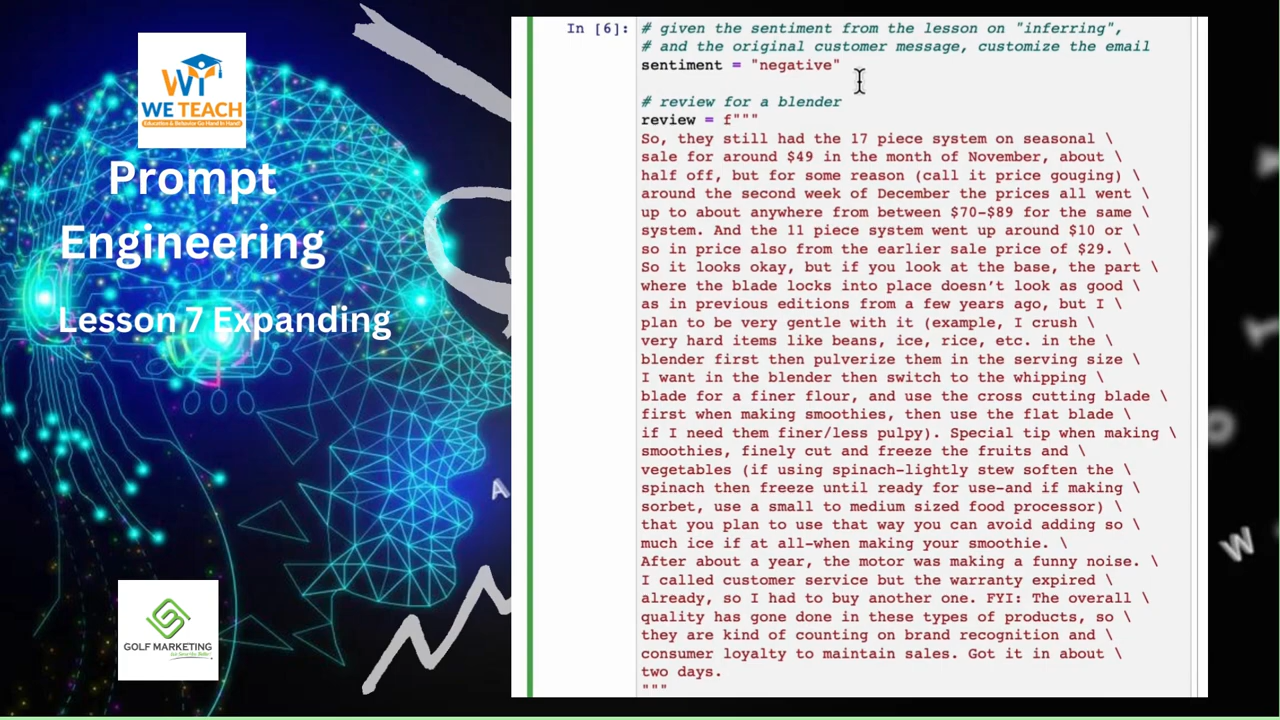 WE TEACH
Education & Behavior Go Hand In Hand!
Prompt
Engineering
Lesson 7 Expanding
GOLF MARKETING
In [6]:
# given the sentiment from the lesson on "inferring",
# and the original customer message, customize the email
sentiment = "negative"
# review for a blender
review = f"""
So, they still had the 17 piece system on seasonal \
sale for around $49 in the month of November, about \
half off, but for some reason (call it price gouging) \
around the second week of December the prices all went \
up to about anywhere from between $70-$89 for the same \
system. And the 11 piece system went up around $10 or \
so in price also from the earlier sale price of $29. \
So it looks okay, but if you look at the base, the part \
where the blade locks into place doesn’t look as good \
as in previous editions from a few years ago, but I \
plan to be very gentle with it (example, I crush \
very hard items like beans, ice, rice, etc. in the \
blender first then pulverize them in the serving size \
I want in the blender then switch to the whipping \
blade for a finer flour, and use the cross cutting blade \
first when making smoothies, then use the flat blade \
if I need them finer/less pulpy). Special tip when making \
smoothies, finely cut and freeze the fruits and \
vegetables (if using spinach-lightly stew soften the \
spinach then freeze until ready for use-and if making \
sorbet, use a small to medium sized food processor) \
that you plan to use that way you can avoid adding so \
much ice if at all-when making your smoothie. \
After about a year, the motor was making a funny noise. \
I called customer service but the warranty expired \
already, so I had to buy another one. FYI: The overall \
quality has gone done in these types of products, so \
they are kind of counting on brand recognition and \
consumer loyalty to maintain sales. Got it in about \
two days.
"""